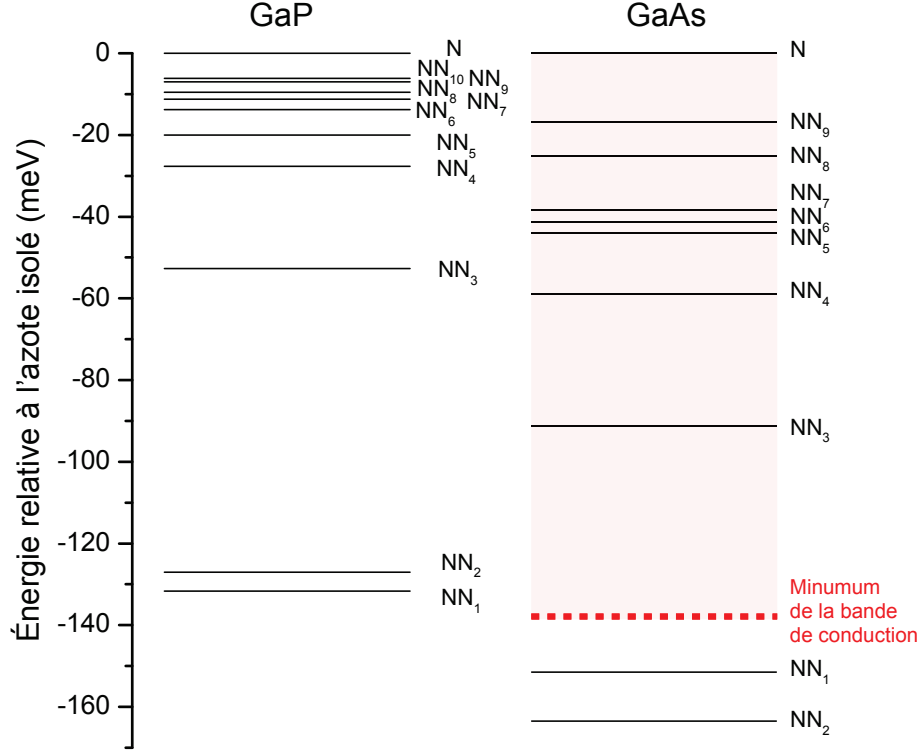 GaP
GaAs
Énergie relative à l'azote isolé (meV)
0
-20
-40
-60
-80
-100
-120
-140
-160
N
NN₁₀
NN₉
NN₈
NN₇
NN₆
NN₅
NN₄
NN₃
NN₂
NN₁
N
NN₉
NN₈
NN₇
NN₆
NN₅
NN₄
NN₃
Minumum
de la bande
de conduction
NN₁
NN₂